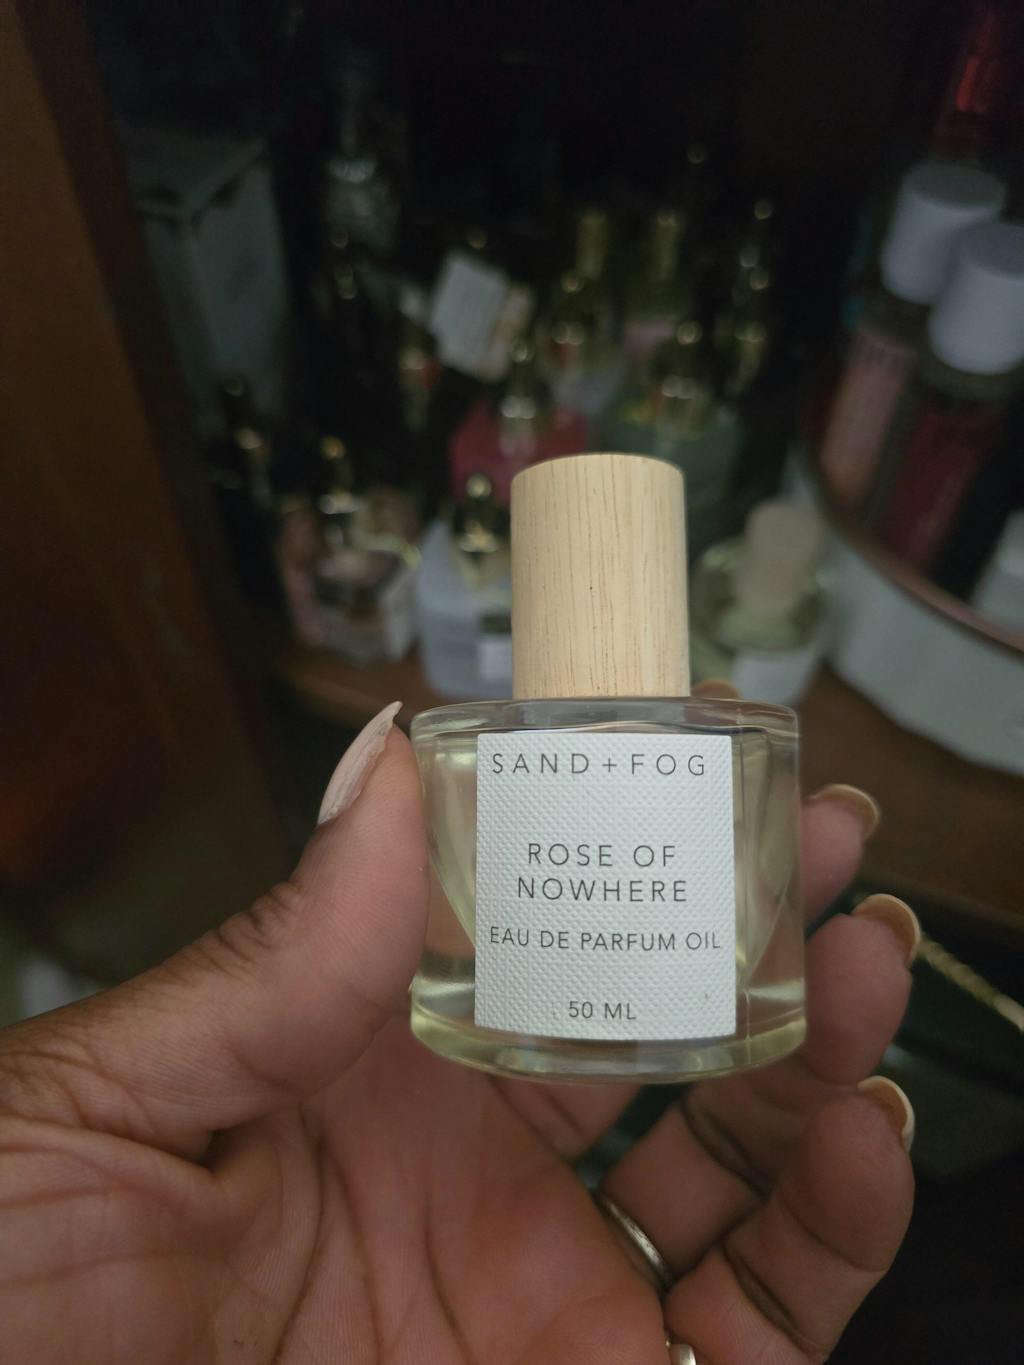 SAND + FOG
ROSE OF
NOWHERE
EAU DE PARFUM OIL
50 ML